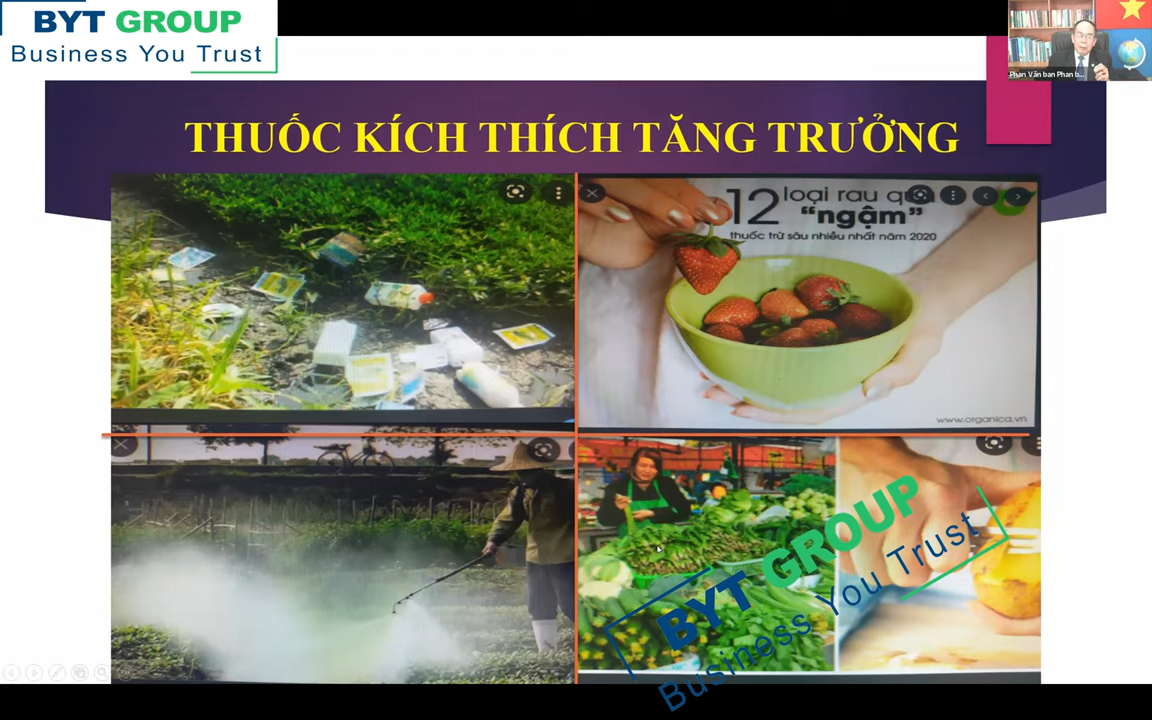 BYT GROUP
Business You Trust
Phan Văn ban Phan b...
THUỐC KÍCH THÍCH TĂNG TRƯỞNG
12 loại rau
“ngậm”
thuốc trừ sâu nhiều nhất năm 2020
www.organica.vn
BYT GROUP
Business You Trust